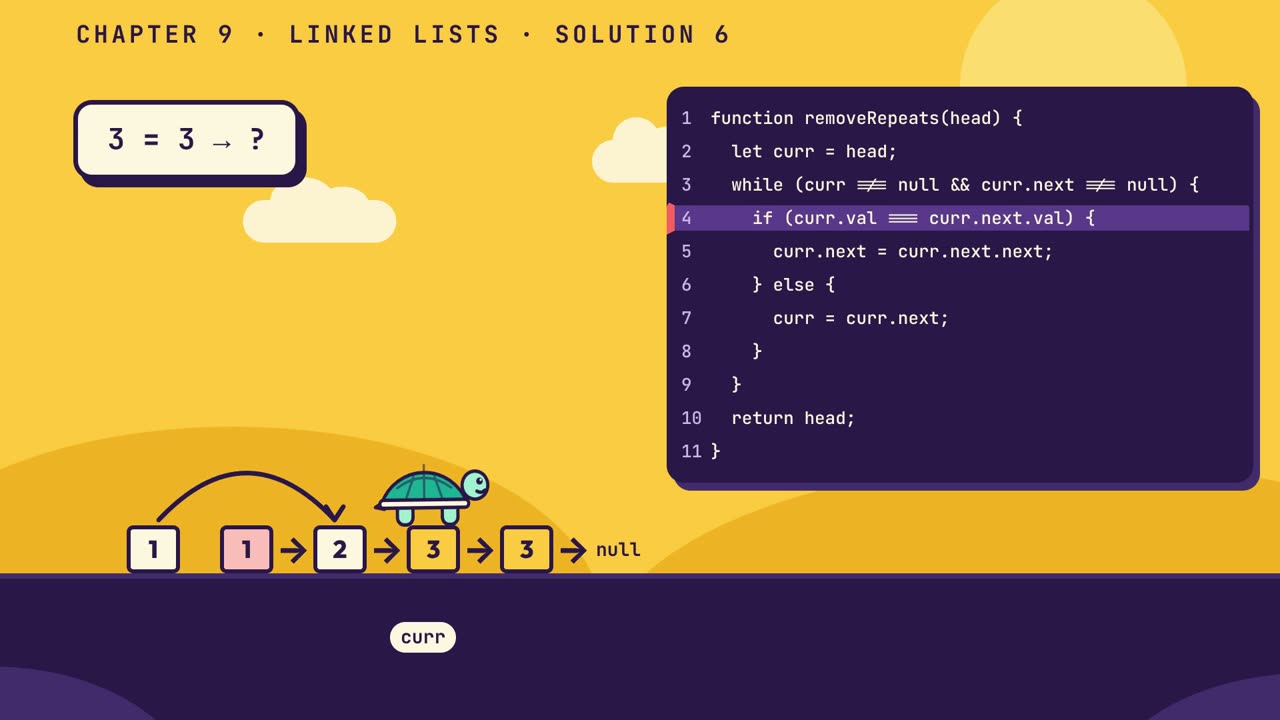 CHAPTER 9 · LINKED LISTS · SOLUTION 6
3 = 3 → ?
1 function removeRepeats(head) {
2 let curr = head;
3 while (curr !== null && curr.next !== null) {
4 if (curr.val === curr.next.val) {
5 curr.next = curr.next.next;
6 } else {
7 curr = curr.next;
8 }
9 }
10 return head;
11 }
1 1 → 2 → 3 → 3 → null
curr